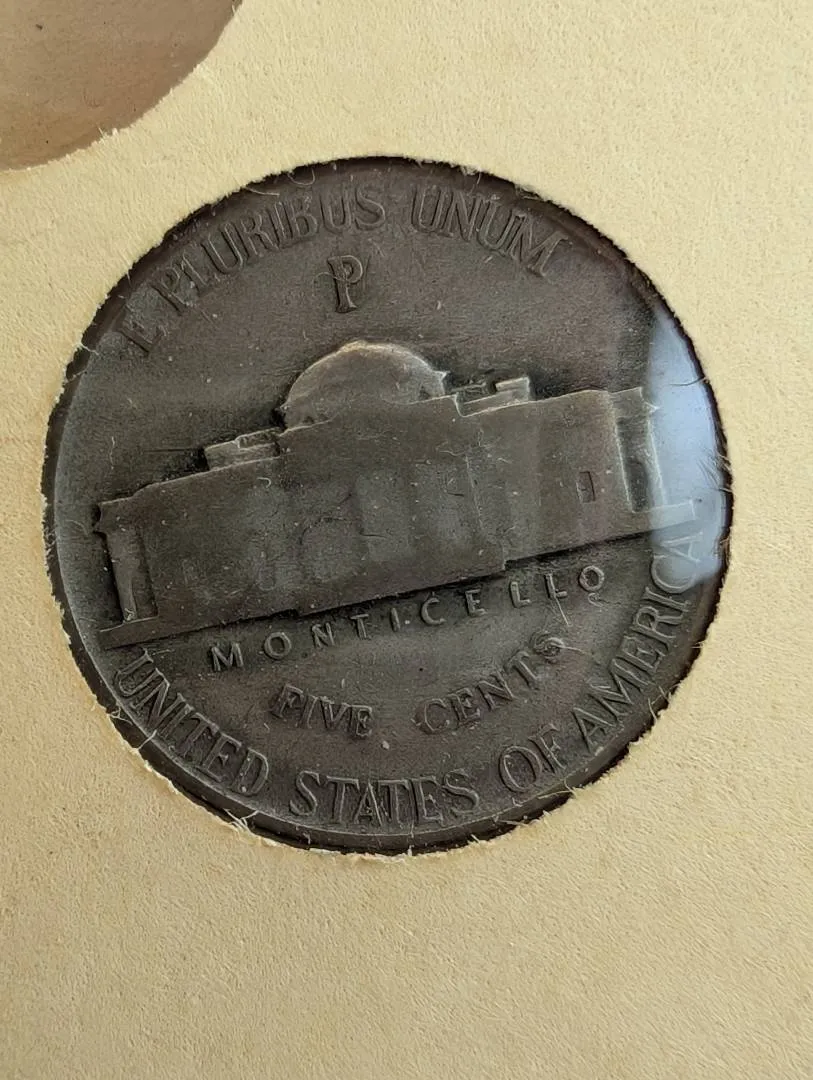 E PLURIBUS UNUM
P
MONTICELLO
FIVE CENTS
UNITED STATES OF AMERICA